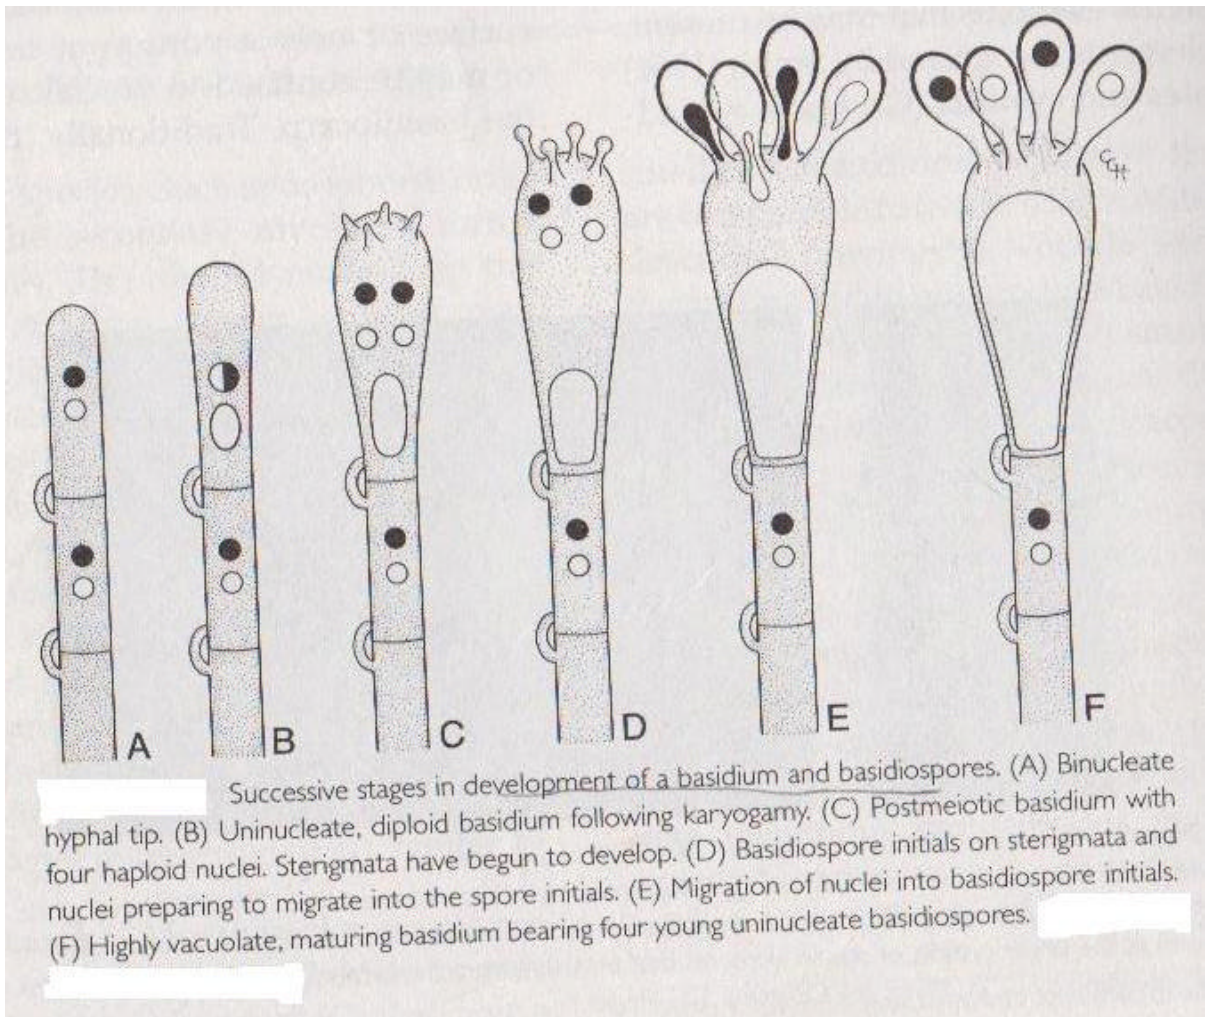 CCH
A
B
C
D
E
F
Successive stages in development of a basidium and basidiospores. (A) Binucleate
hyphal tip. (B) Uninucleate, diploid basidium following karyogamy. (C) Postmeiotic basidium with
four haploid nuclei. Sterigmata have begun to develop. (D) Basidiospore initials on sterigmata and
nuclei preparing to migrate into the spore initials. (E) Migration of nuclei into basidiospore initials.
(F) Highly vacuolate, maturing basidium bearing four young uninucleate basidiospores.